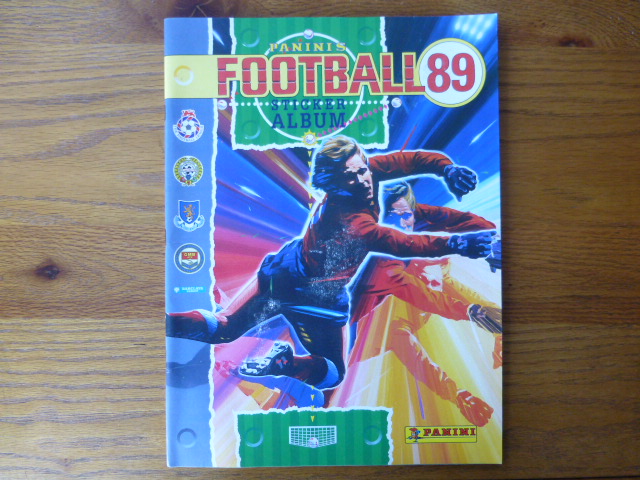 PANINI'S
FOOTBALL 89
STICKER
ALBUM
PANINI